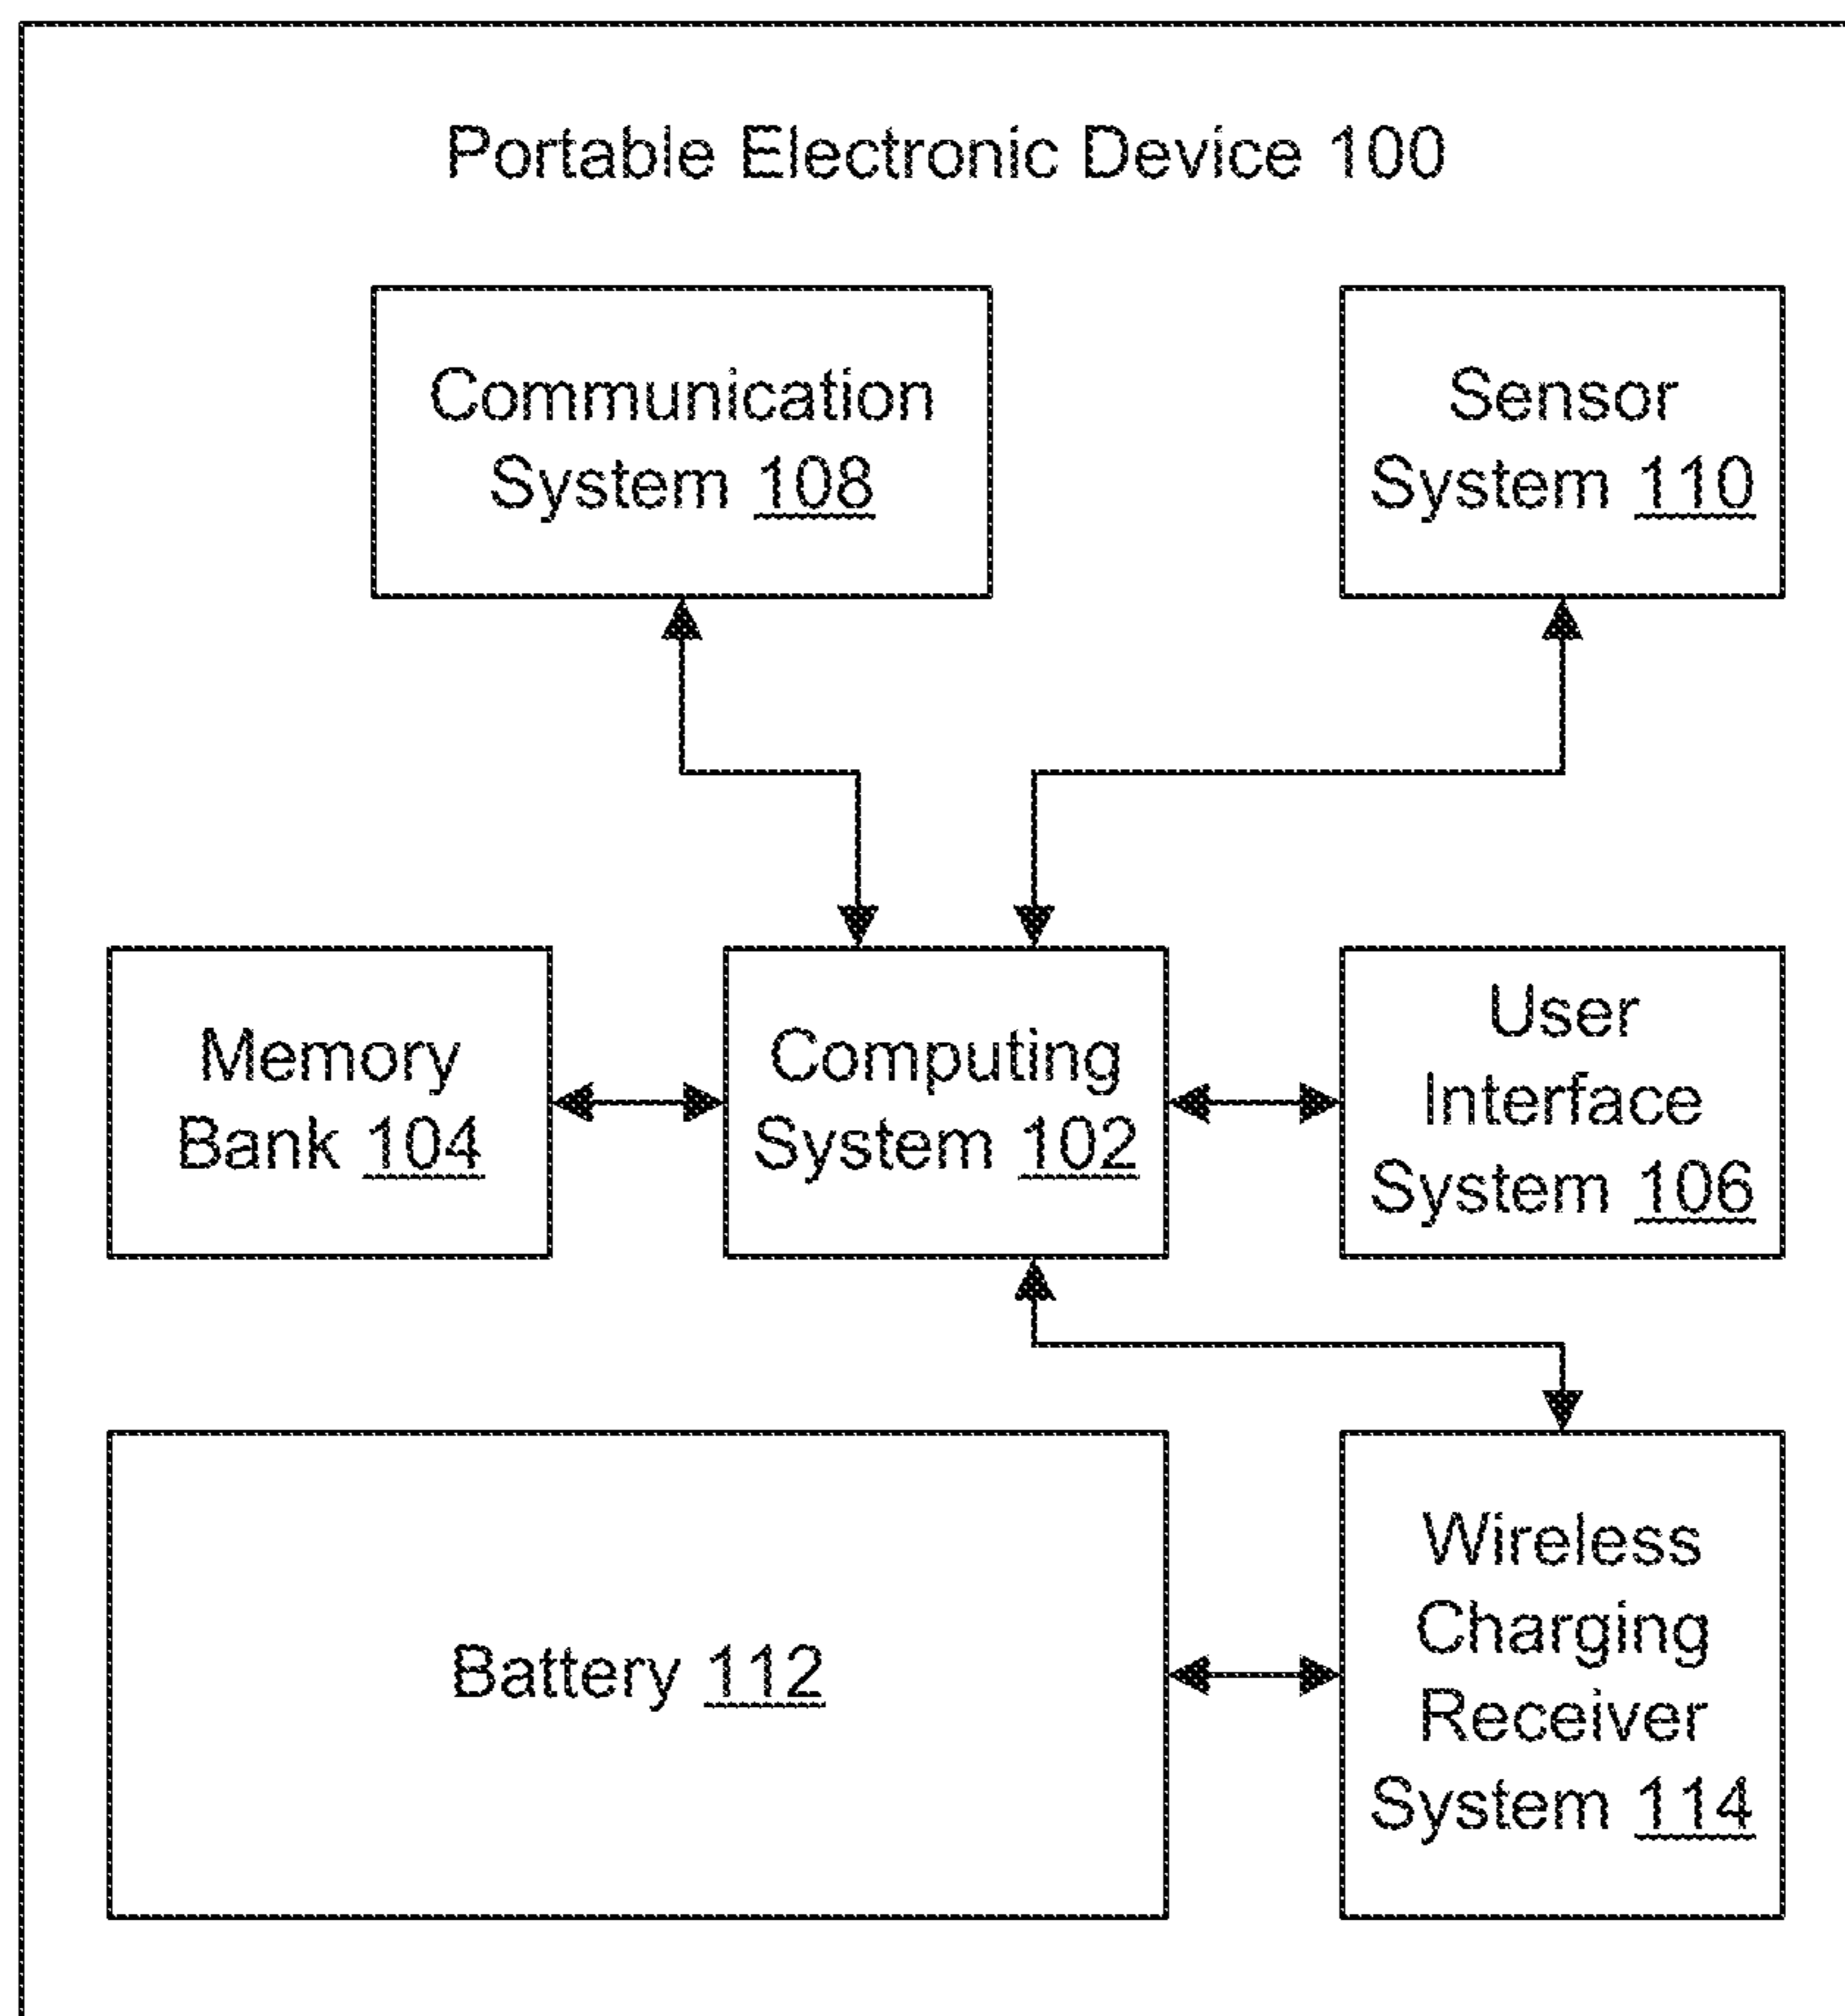 Portable Electronic Device 100
Communication
System 108
Sensor
System 110
Memory
Bank 104
Computing
System 102
User
Interface
System 106
Battery 112
Wireless
Charging
Receiver
System 114